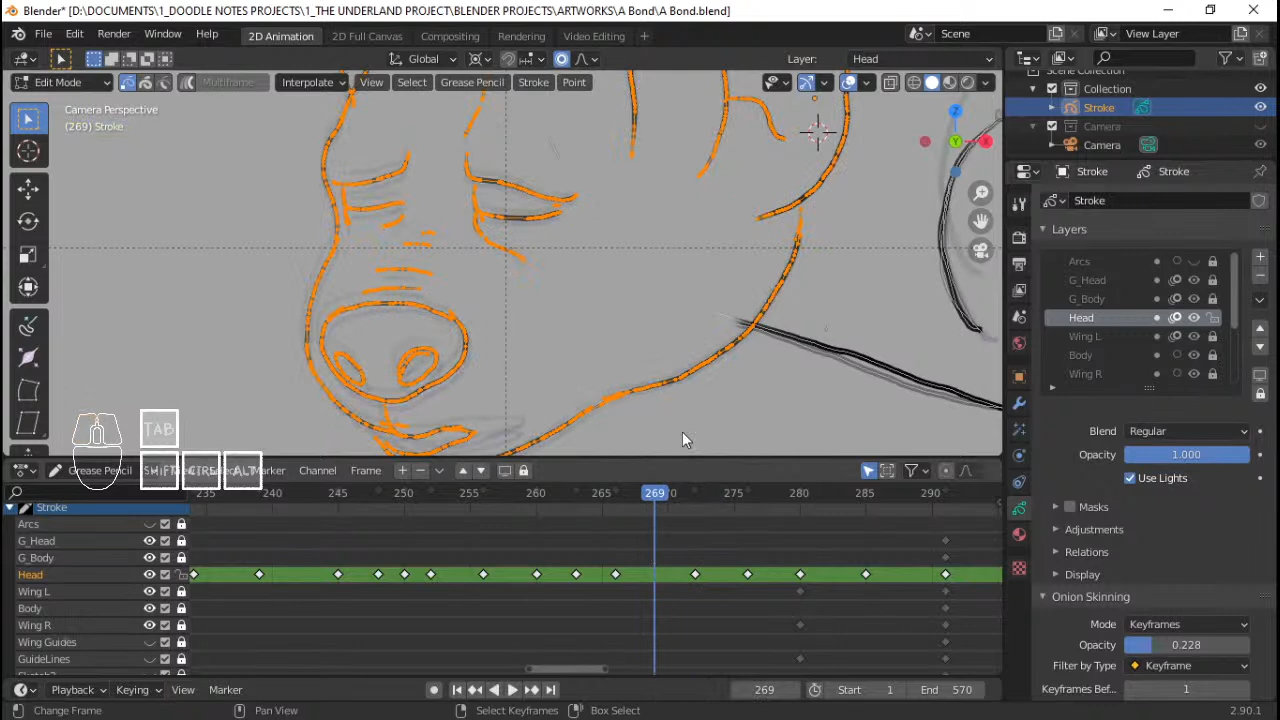 Blender* [D:\DOCUMENTS\1_DOODLE NOTES PROJECTS\1_THE UNDERLAND PROJECT\BLENDER PROJECTS\ARTWORKS\A Bond\A Bond.blend]
File Edit Render Window Help 2D Animation 2D Full Canvas Compositing Rendering Video Editing + Scene View Layer
Global Layer: Head
Edit Mode Multiframe Interpolate View Select Grease Pencil Stroke Point
Scene Collection
Collection
Stroke
Camera
Camera
Camera Perspective
(269) Stroke
Z
Y
X
Stroke Stroke
Stroke
Layers
Arcs
G_Head
G_Body
Head
Wing L
Body
Wing R
TAB
SHIFT CTRL ALT
Blend Regular
Opacity 1.000
Use Lights
Masks
Adjustments
Relations
Display
Onion Skinning
Mode Keyframes
Opacity 0.228
Filter by Type Keyframe
Keyframes Bef... 1
Grease Pencil Marker Channel Frame
235 240 245 250 255 260 265 269 275 280 285 290
Stroke
Arcs
G_Head
G_Body
Head
Wing L
Body
Wing R
Wing Guides
GuideLines
Playback Keying View Marker 269 Start 1 End 570
Change Frame Pan View Select Keyframes Box Select 2.90.1